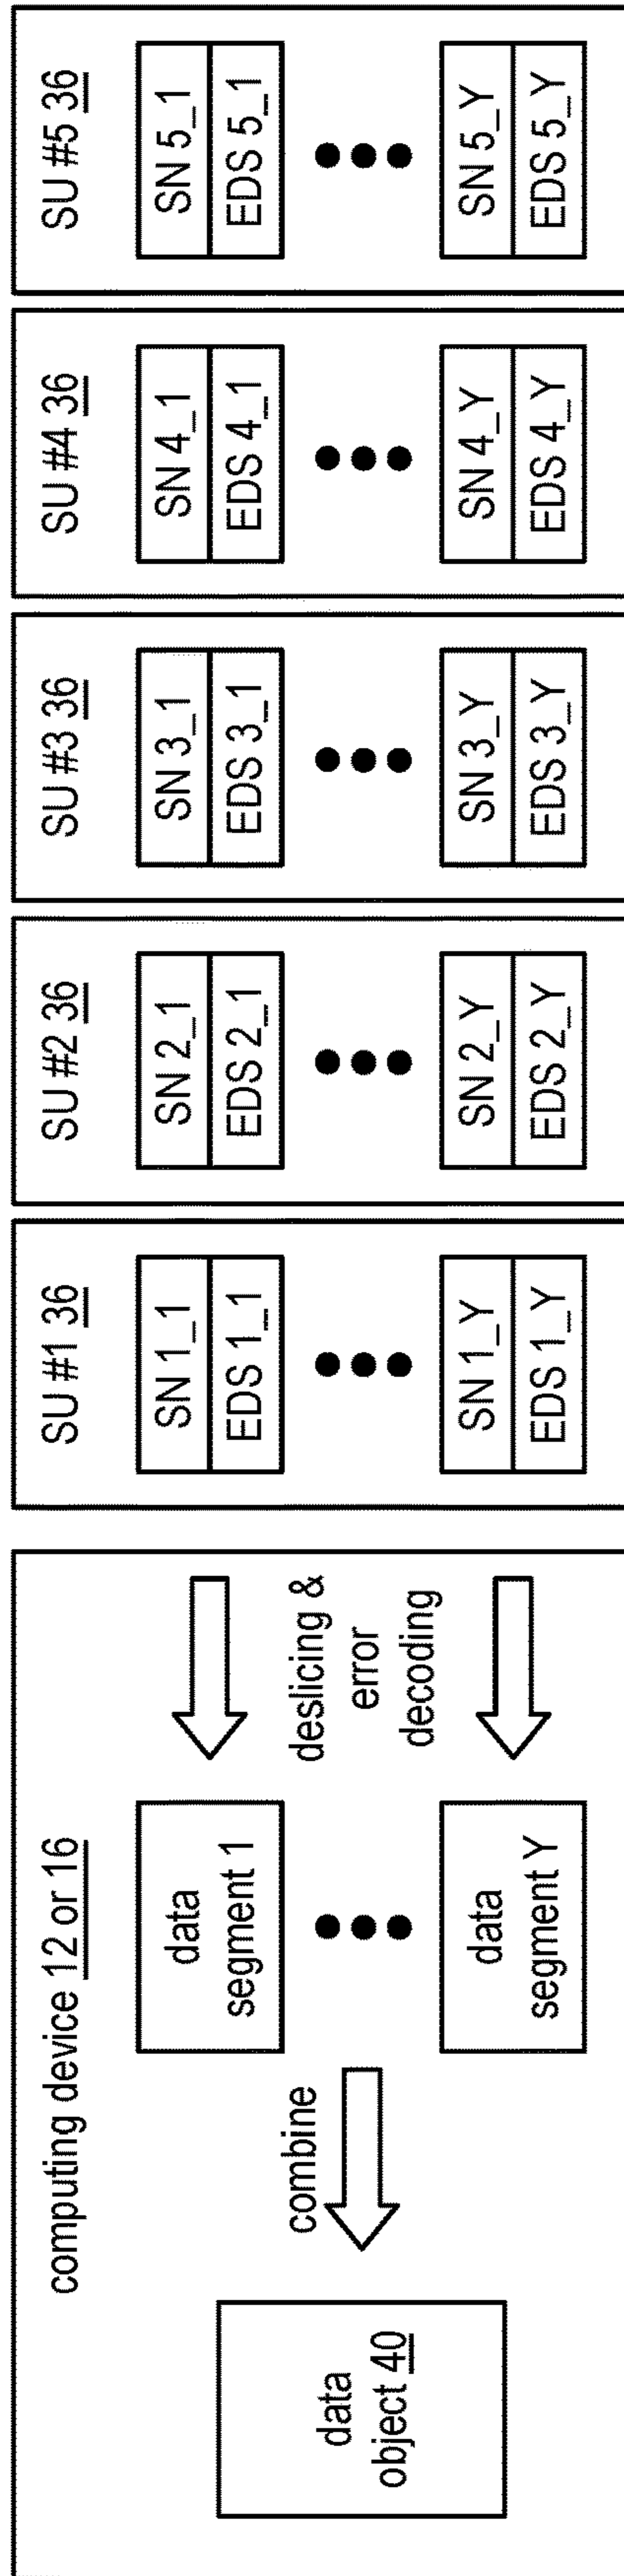 computing device 12 or 16
data
object 40
combine
data
segment 1
data
segment Y
deslicing &
error
decoding
SU #1 36
SN 1_1
EDS 1_1
SN 1_Y
EDS 1_Y
SU #2 36
SN 2_1
EDS 2_1
SN 2_Y
EDS 2_Y
SU #3 36
SN 3_1
EDS 3_1
SN 3_Y
EDS 3_Y
SU #4 36
SN 4_1
EDS 4_1
SN 4_Y
EDS 4_Y
SU #5 36
SN 5_1
EDS 5_1
SN 5_Y
EDS 5_Y